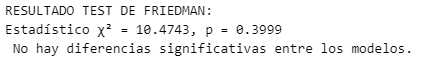 RESULTADO TEST DE FRIEDMAN:
Estadístico χ² = 10.4743, p = 0.3999
No hay diferencias significativas entre los modelos.